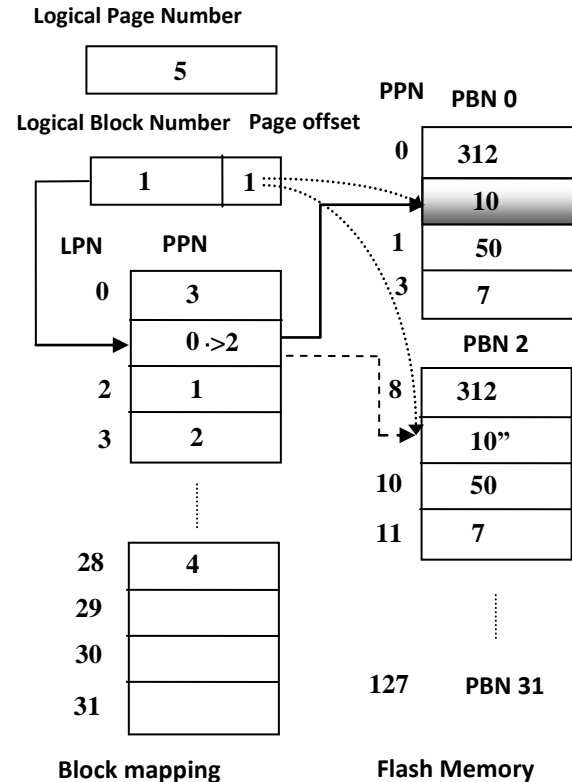 Logical Page Number
5
Logical Block Number Page offset
1 1
LPN PPN
0 3
0 ->2
2 1
3 2
28 4
29
30
31
Block mapping
PPN PBN 0
0 312
10
1 50
3 7
PBN 2
8 312
10”
10 50
11 7
127 PBN 31
Flash Memory